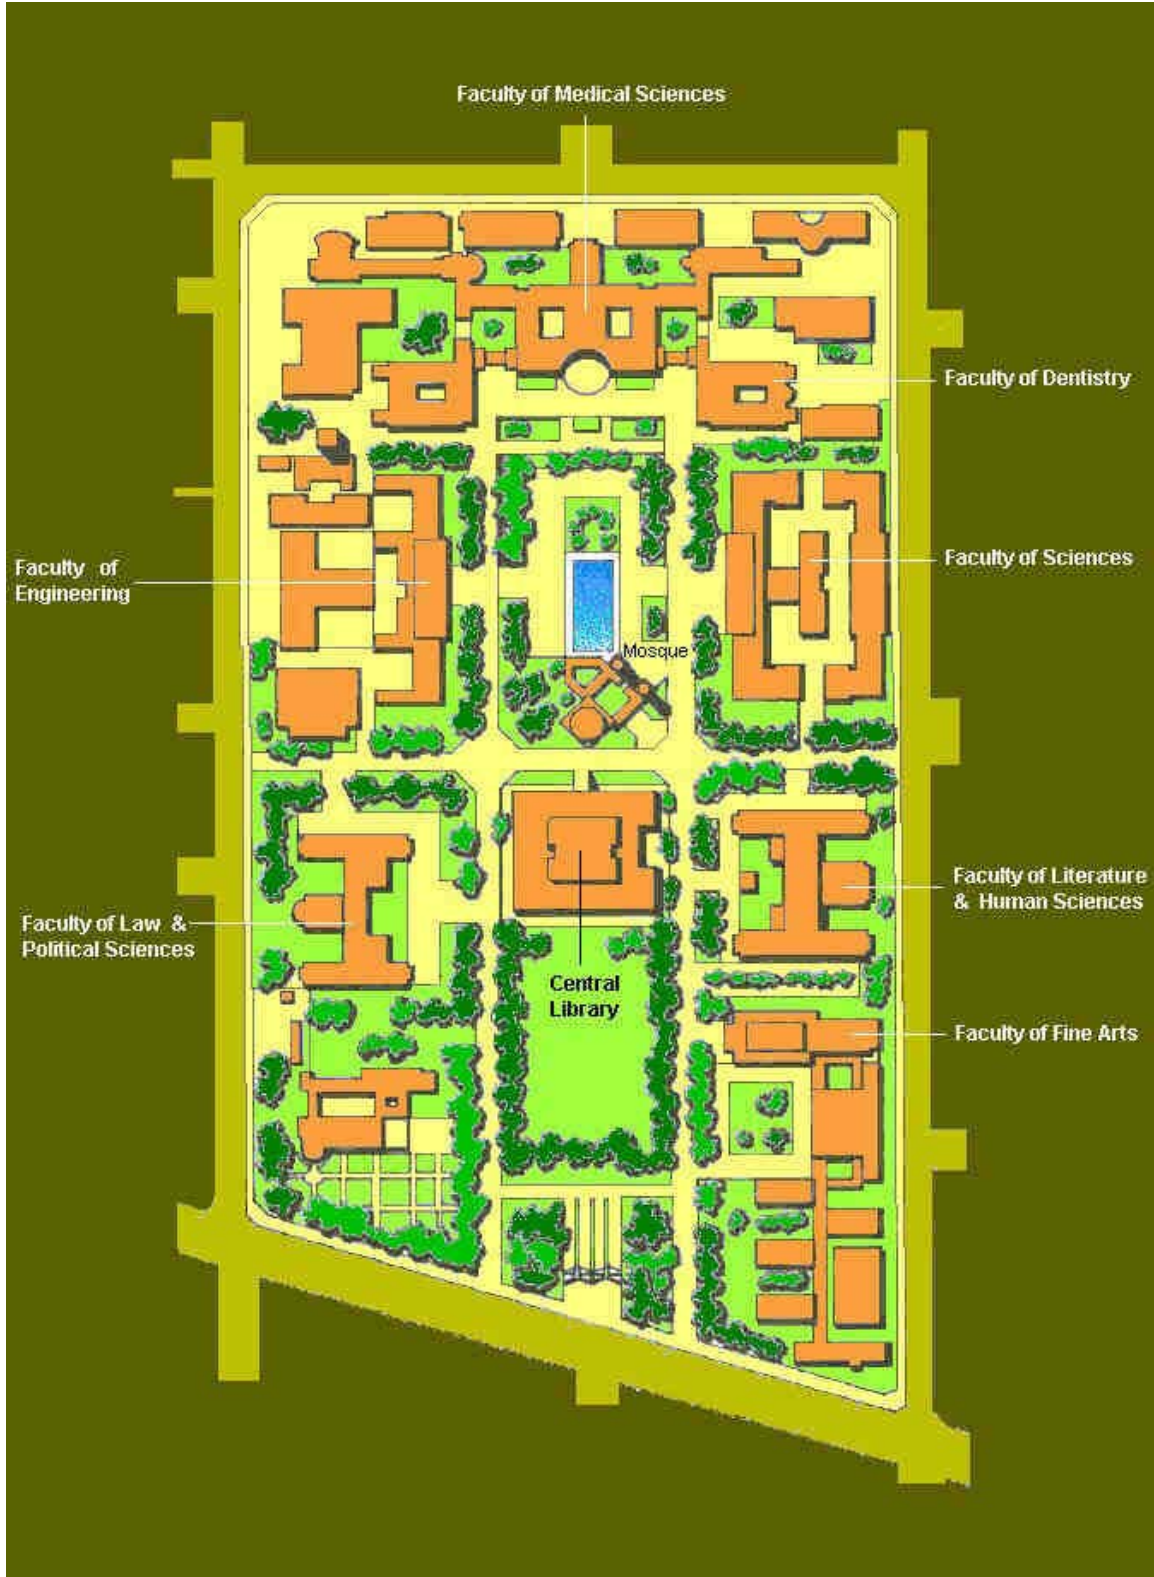 Faculty of Medical Sciences
Faculty of Dentistry
Faculty of Sciences
Faculty of
Engineering
Mosque
Faculty of Literature
& Human Sciences
Faculty of Law &
Political Sciences
Central
Library
Faculty of Fine Arts